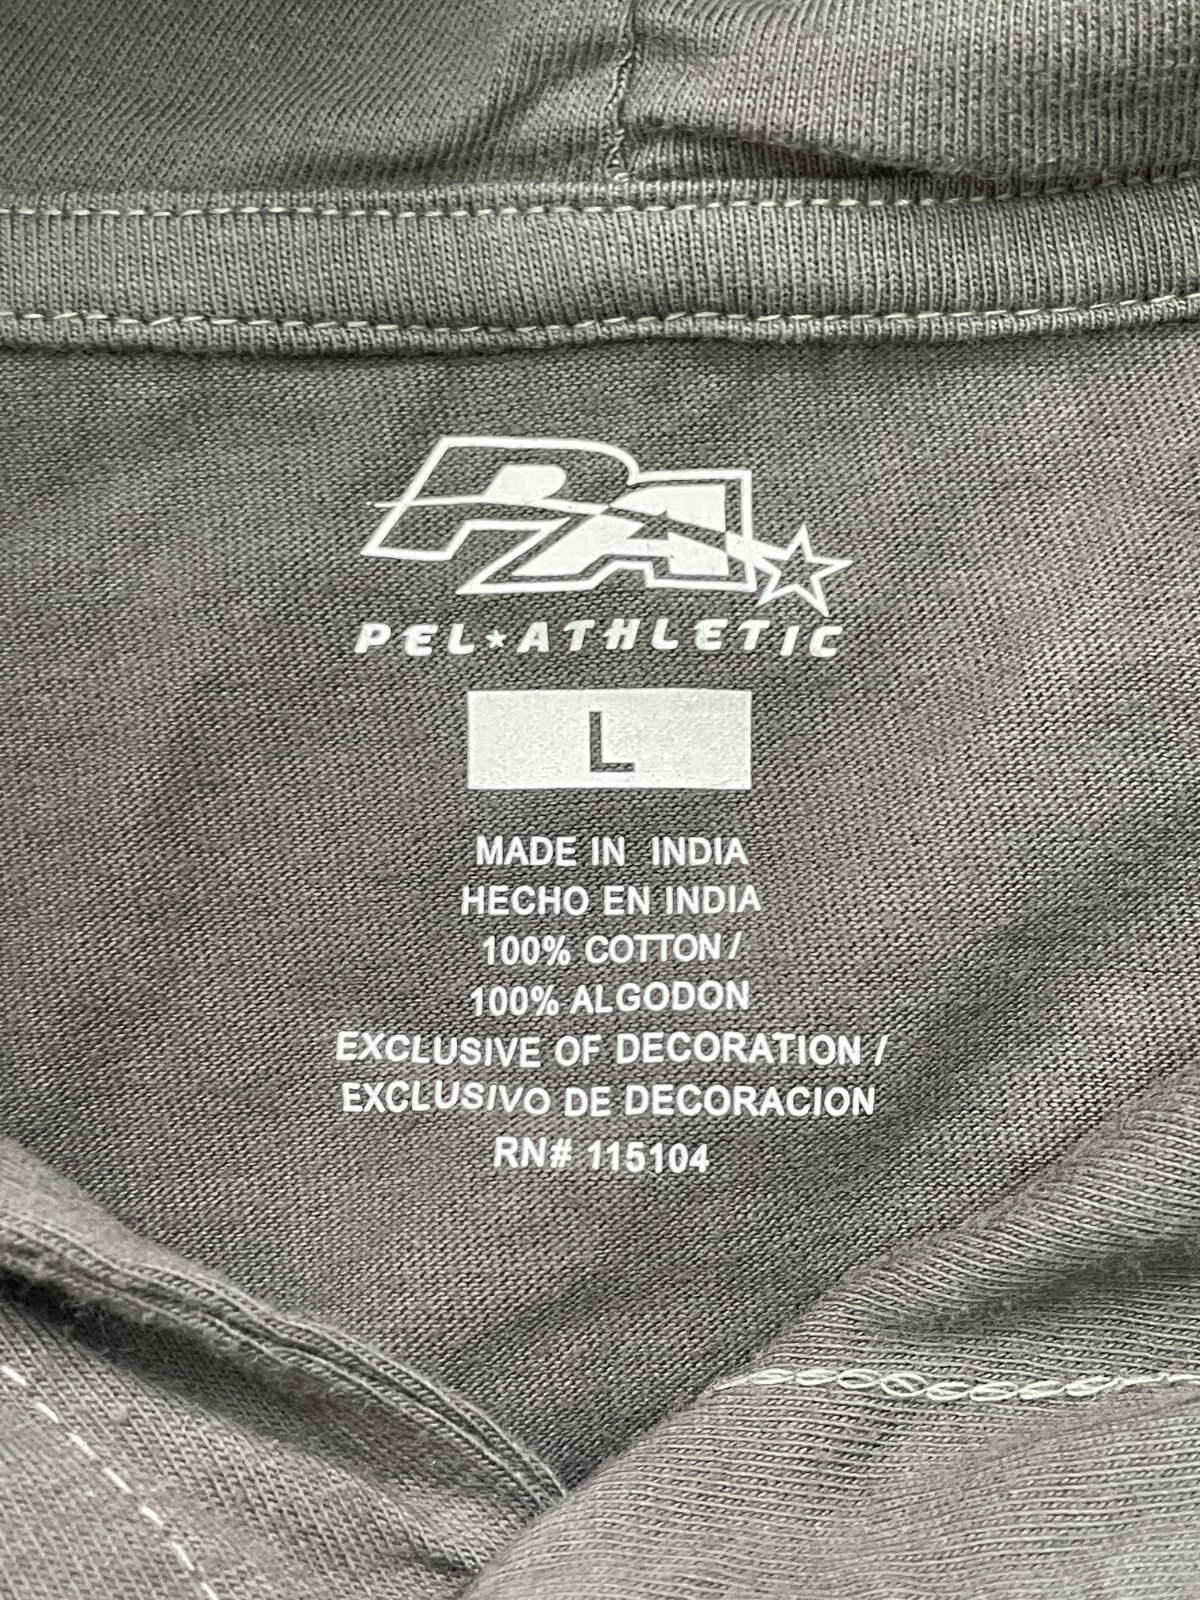 PA
PEL★ATHLETIC
L
MADE IN INDIA
HECHO EN INDIA
100% COTTON /
100% ALGODON
EXCLUSIVE OF DECORATION /
EXCLUSIVO DE DECORACION
RN# 115104